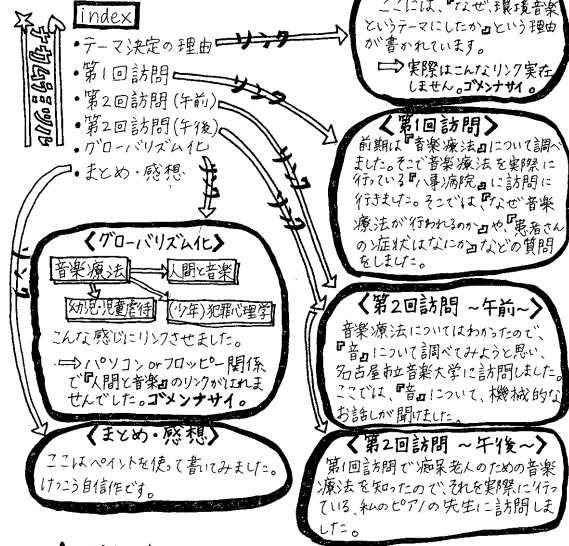 index
・テーマ決定の理由
・第1回訪問
・第2回訪問(午前)
・第2回訪問(午後)
・グローバリズム化
・まとめ・感想
リンク
リンク
リンク
リンク
リンク
ここには、『なぜ、環境音楽
というテーマにしたか』という理由
が書かれています。
⇨実際はこんなリンク実在
しません。ゴメンナサイ。
<第1回訪問>
前期は『音楽療法』について調べ
ました。そこで音楽療法を実際に
行っている『八事病院』に訪問に
行きました。そこでは、『なぜ音楽
療法が行われるのか』や、『患者さん
の症状はなにか』などの質問
をしました。
<グローバリズム化>
音楽療法
人間と音楽
幼児・児童虐待
(少年)犯罪心理学
こんな感じにリンクさせました。
⇨パソコンorフロッピー関係
で『人間と音楽』のリンクがはれま
せんでした。ゴメンナサイ。
<第2回訪問 ~午前~>
音楽療法についてはわかったので、
『音』について調べてみようと思い、
名古屋市立音楽大学に訪問しました。
ここでは、『音』について、機械的な
お話しが聞けました。
<まとめ・感想>
ここはペイントを使って書いてみました。
けっこう自信作です。
<第2回訪問 ~午後~>
第1回訪問で痴呆老人のための音楽
療法を知ったので、それを実際に行っ
ている、私のピアノの先生に訪問しま
した。